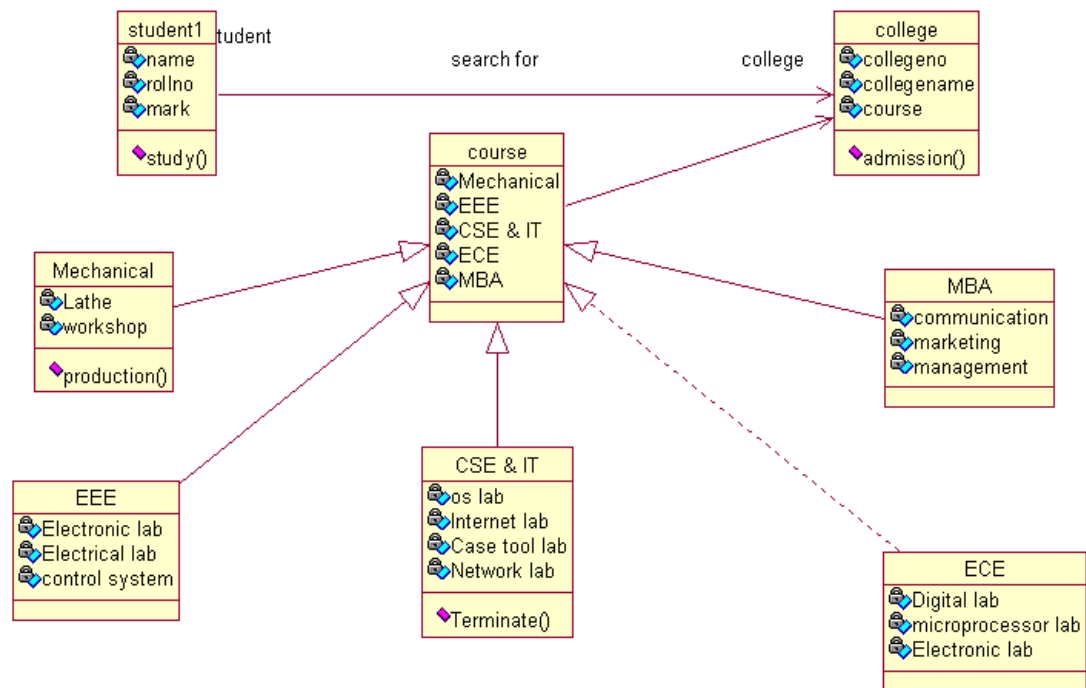 student1
tudent
name
rollno
mark
study()
search for
college
college
collegeno
collegename
course
admission()
course
Mechanical
EEE
CSE & IT
ECE
MBA
Mechanical
Lathe
workshop
production()
MBA
communication
marketing
management
EEE
Electronic lab
Electrical lab
control system
CSE & IT
os lab
Internet lab
Case tool lab
Network lab
Terminate()
ECE
Digital lab
microprocessor lab
Electronic lab